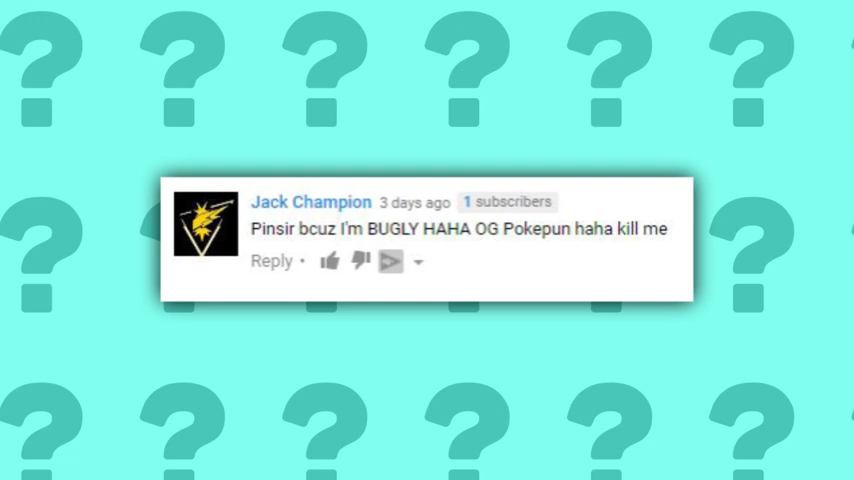 Jack Champion 3 days ago 1 subscribers
Pinsir bcuz I'm BUGLY HAHA OG Pokepun haha kill me
Reply •